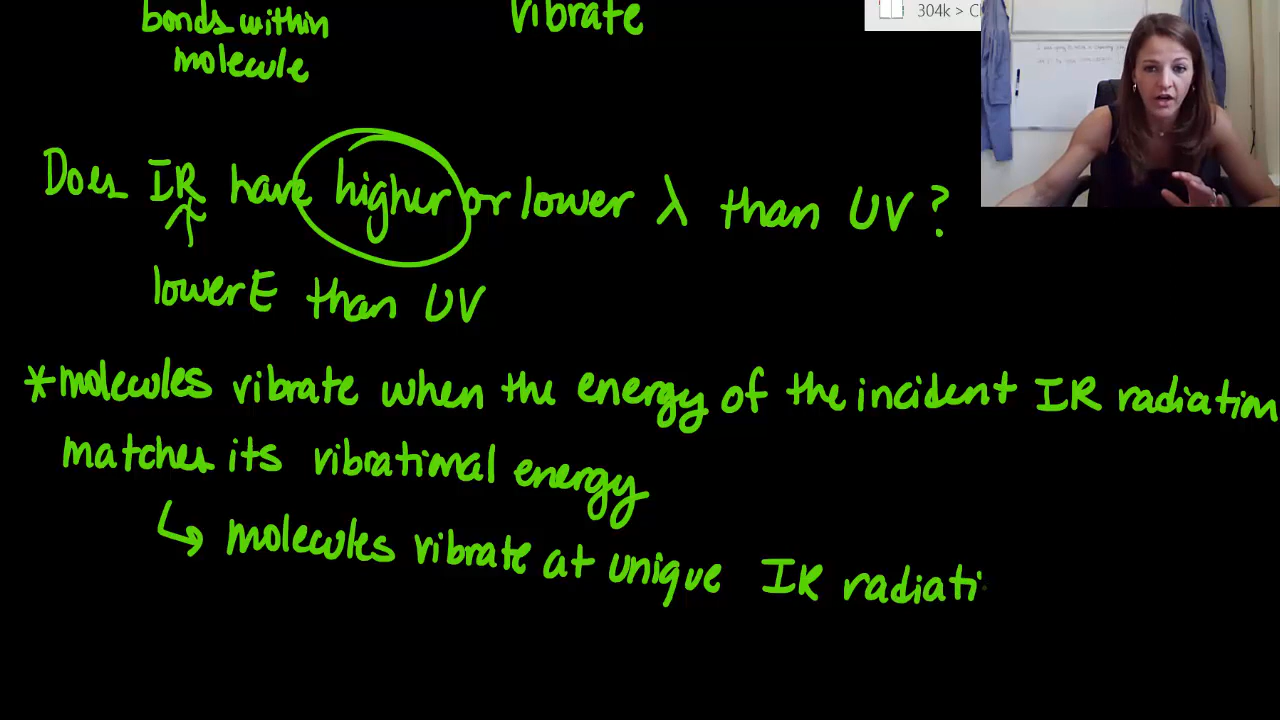 bonds within
molecule
vibrate
304k > C
Does IR have higher or lower λ than UV?
↑
lower E than UV
*molecules vibrate when the energy of the incident IR radiation
matches its vibrational energy
↳ molecules vibrate at unique IR radiati